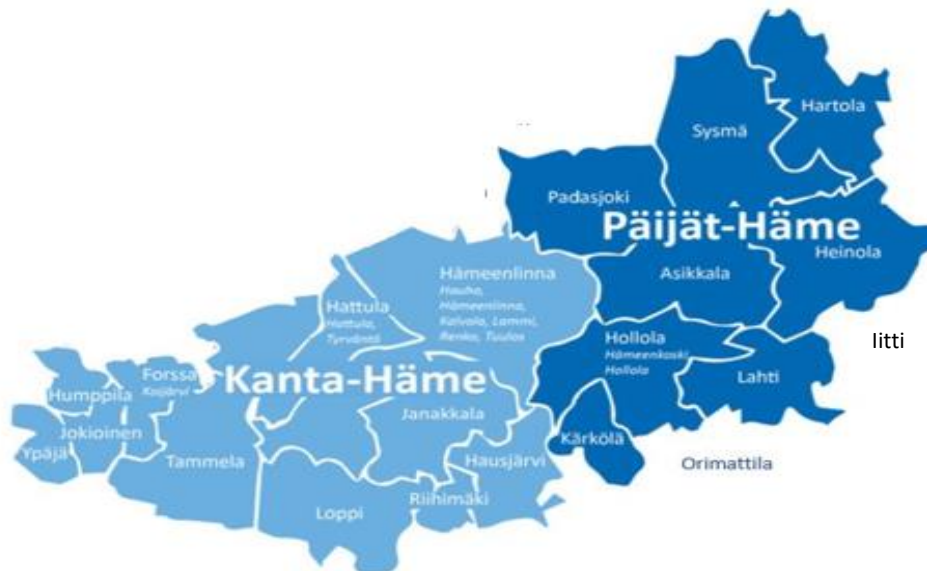 Hartola
Sysmä
Padasjoki
Päijät-Häme
Heinola
Asikkala
Hämeenlinna
Hauho,
Hämeenlinna,
Kalvola, Lammi,
Renko, Tuulos
Hattula
Hattula,
Tyrväntö
Hollola
Hämeenkoski
Hollola
Iitti
Lahti
Forssa
Koijärvi
Kanta-Häme
Humppila
Janakkala
Jokioinen
Kärkölä
Ypäjä
Tammela
Hausjärvi
Orimattila
Riihimäki
Loppi